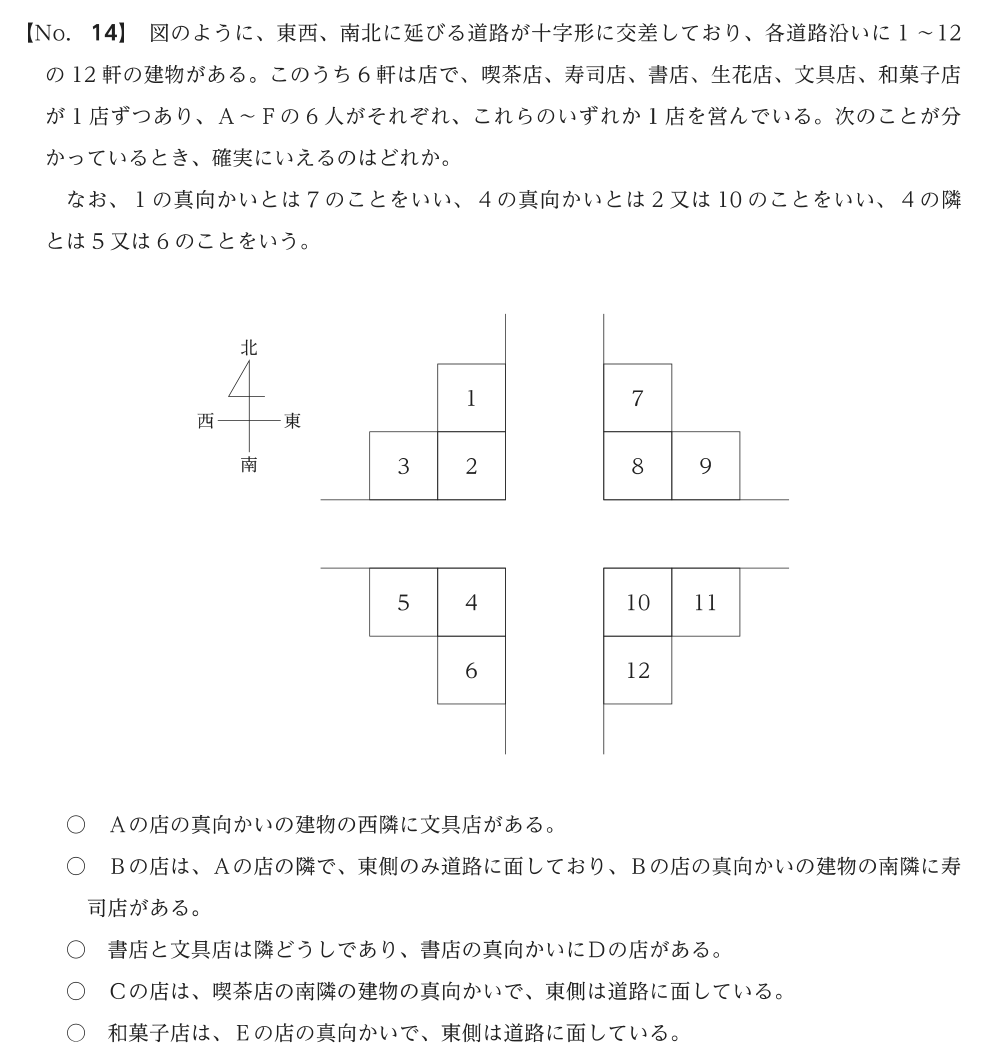 【No. 14】 図のように、東西、南北に延びる道路が十字形に交差しており、各道路沿いに1～12
の12軒の建物がある。このうち6軒は店で、喫茶店、寿司店、書店、生花店、文具店、和菓子店
が1店ずつあり、A～Fの6人がそれぞれ、これらのいずれか1店を営んでいる。次のことが分
かっているとき、確実にいえるのはどれか。
なお、1の真向かいとは7のことをいい、4の真向かいとは2又は10のことをいい、4の隣
とは5又は6のことをいう。
北
西 東
南
1 7
3 2 8 9
5 4 10 11
6 12
○ Aの店の真向かいの建物の西隣に文具店がある。
○ Bの店は、Aの店の隣で、東側のみ道路に面しており、Bの店の真向かいの建物の南隣に寿
司店がある。
○ 書店と文具店は隣どうしであり、書店の真向かいにDの店がある。
○ Cの店は、喫茶店の南隣の建物の真向かいで、東側は道路に面している。
○ 和菓子店は、Eの店の真向かいで、東側は道路に面している。